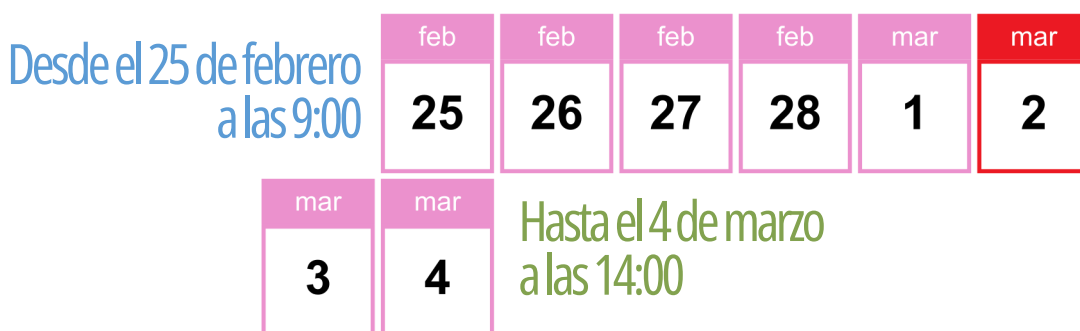 Desde el 25 de febrero
a las 9:00
feb feb feb feb mar mar
25 26 27 28 1 2
mar mar
3 4
Hasta el 4 de marzo
a las 14:00